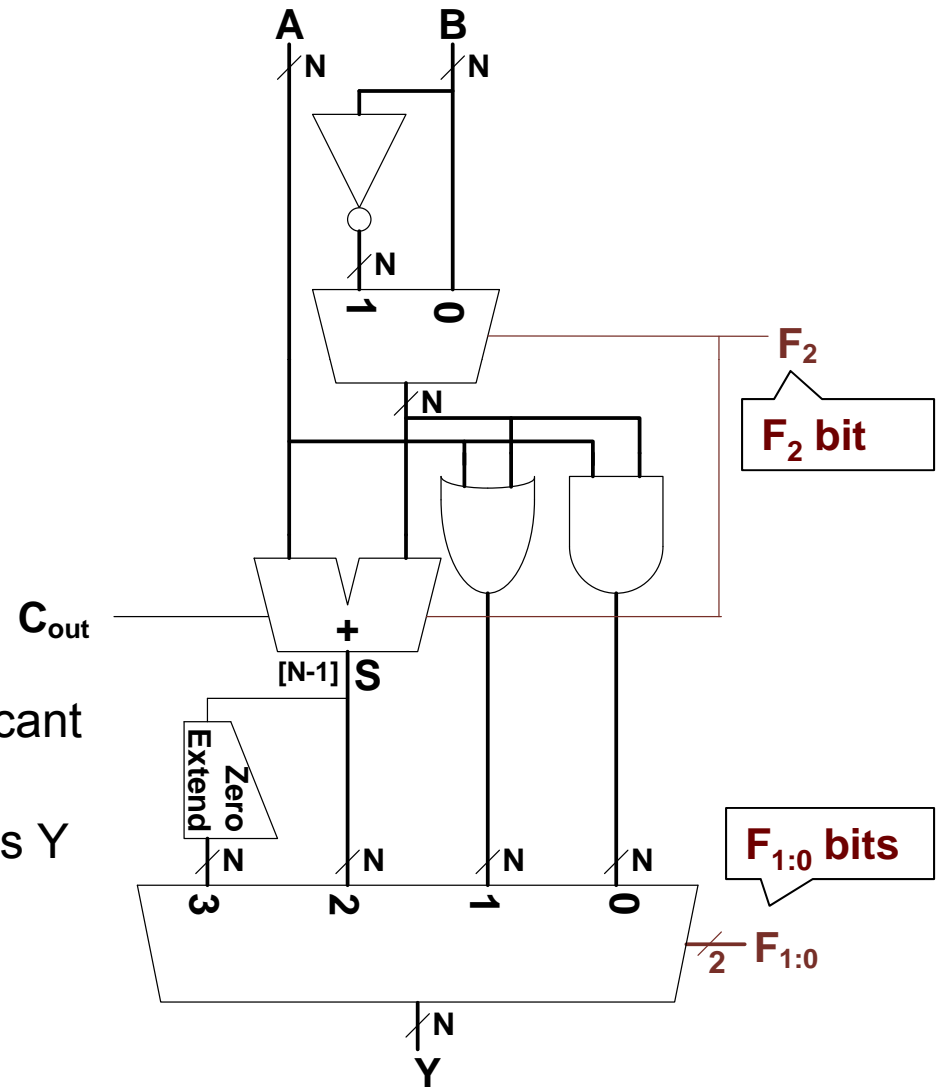 A B
N N
N
1 0
F₂
N
F₂ bit
C_out
+
[N-1] S
cant
Zero
Extend
s Y
F₁:₀ bits
N N N N
3 2 1 0
2 F₁:₀
N
Y